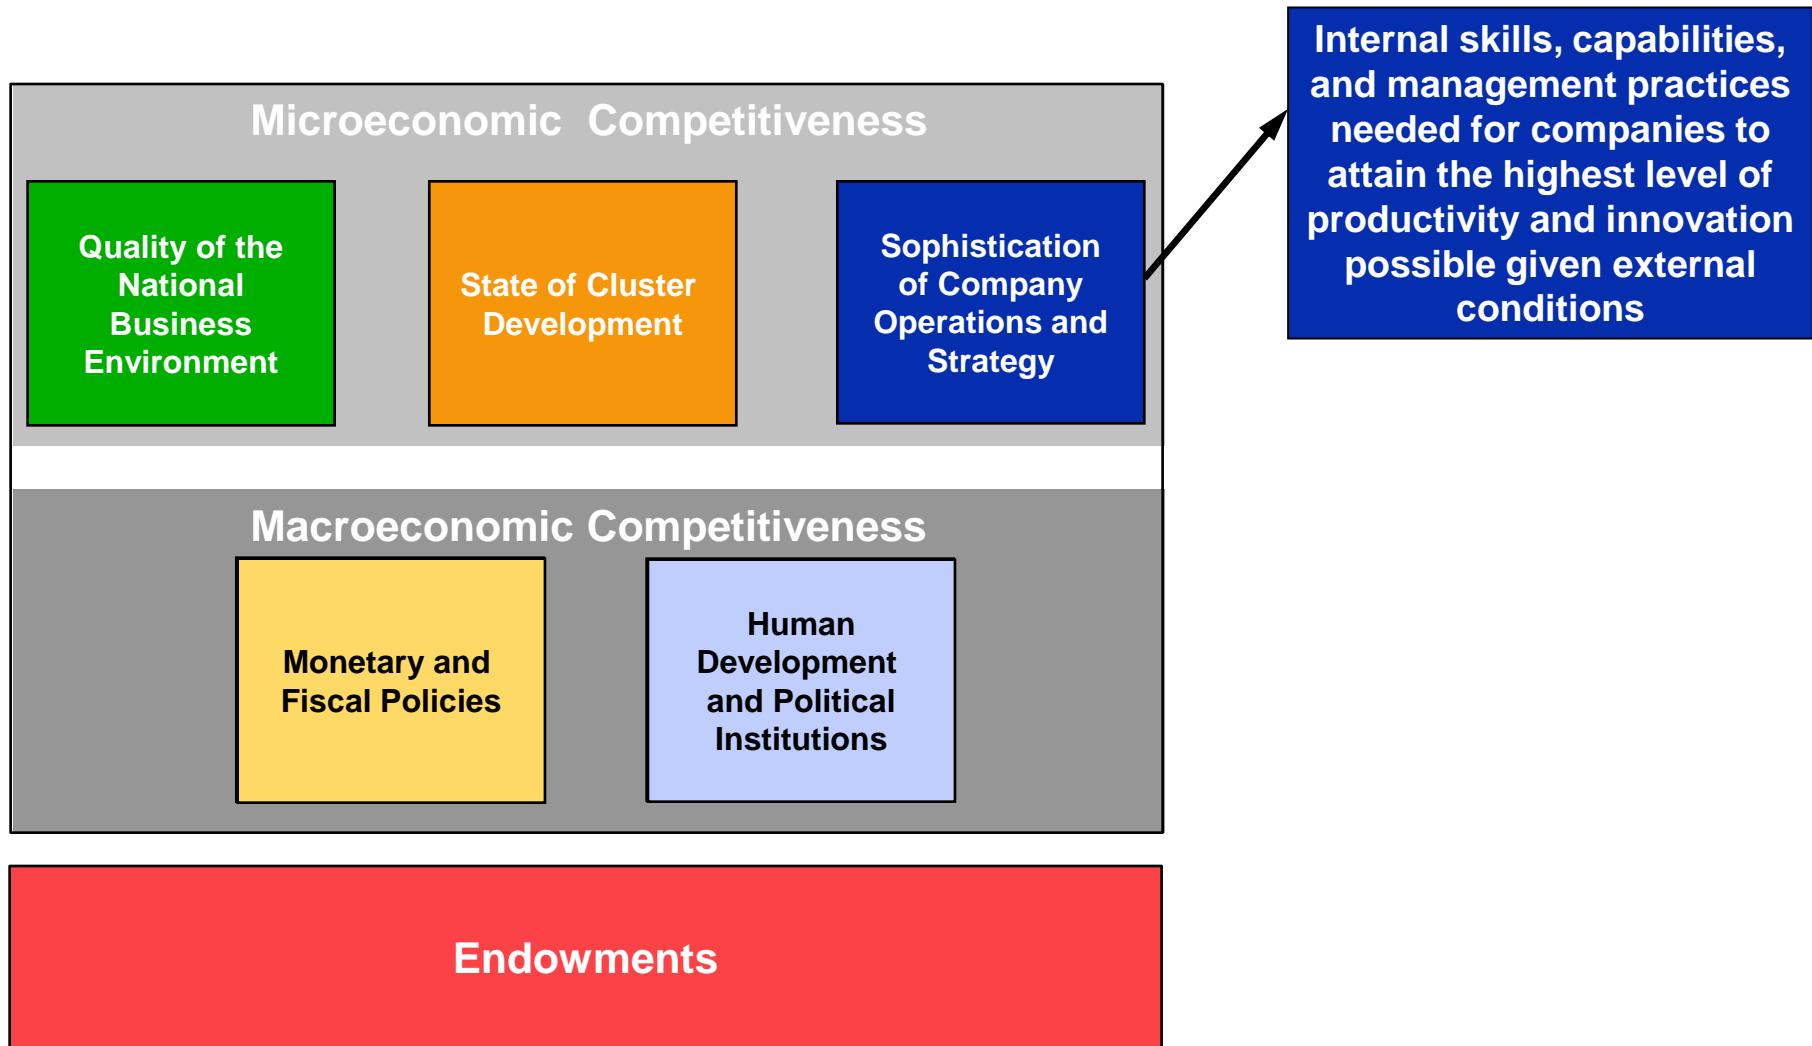 Microeconomic Competitiveness
Quality of the
National
Business
Environment
State of Cluster
Development
Sophistication
of Company
Operations and
Strategy
Internal skills, capabilities,
and management practices
needed for companies to
attain the highest level of
productivity and innovation
possible given external
conditions
Macroeconomic Competitiveness
Monetary and
Fiscal Policies
Human
Development
and Political
Institutions
Endowments